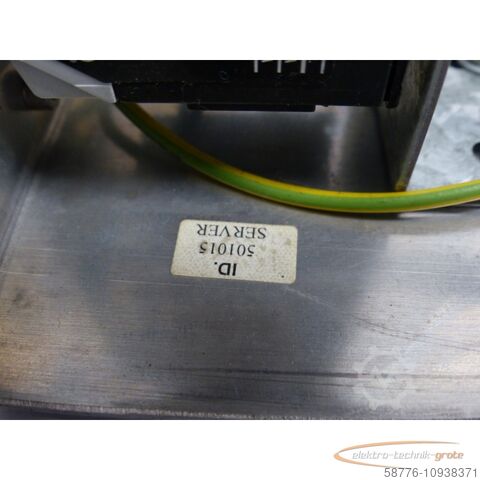 ID.
501015
SERVER
elektro-technik-grote
58776-10938371